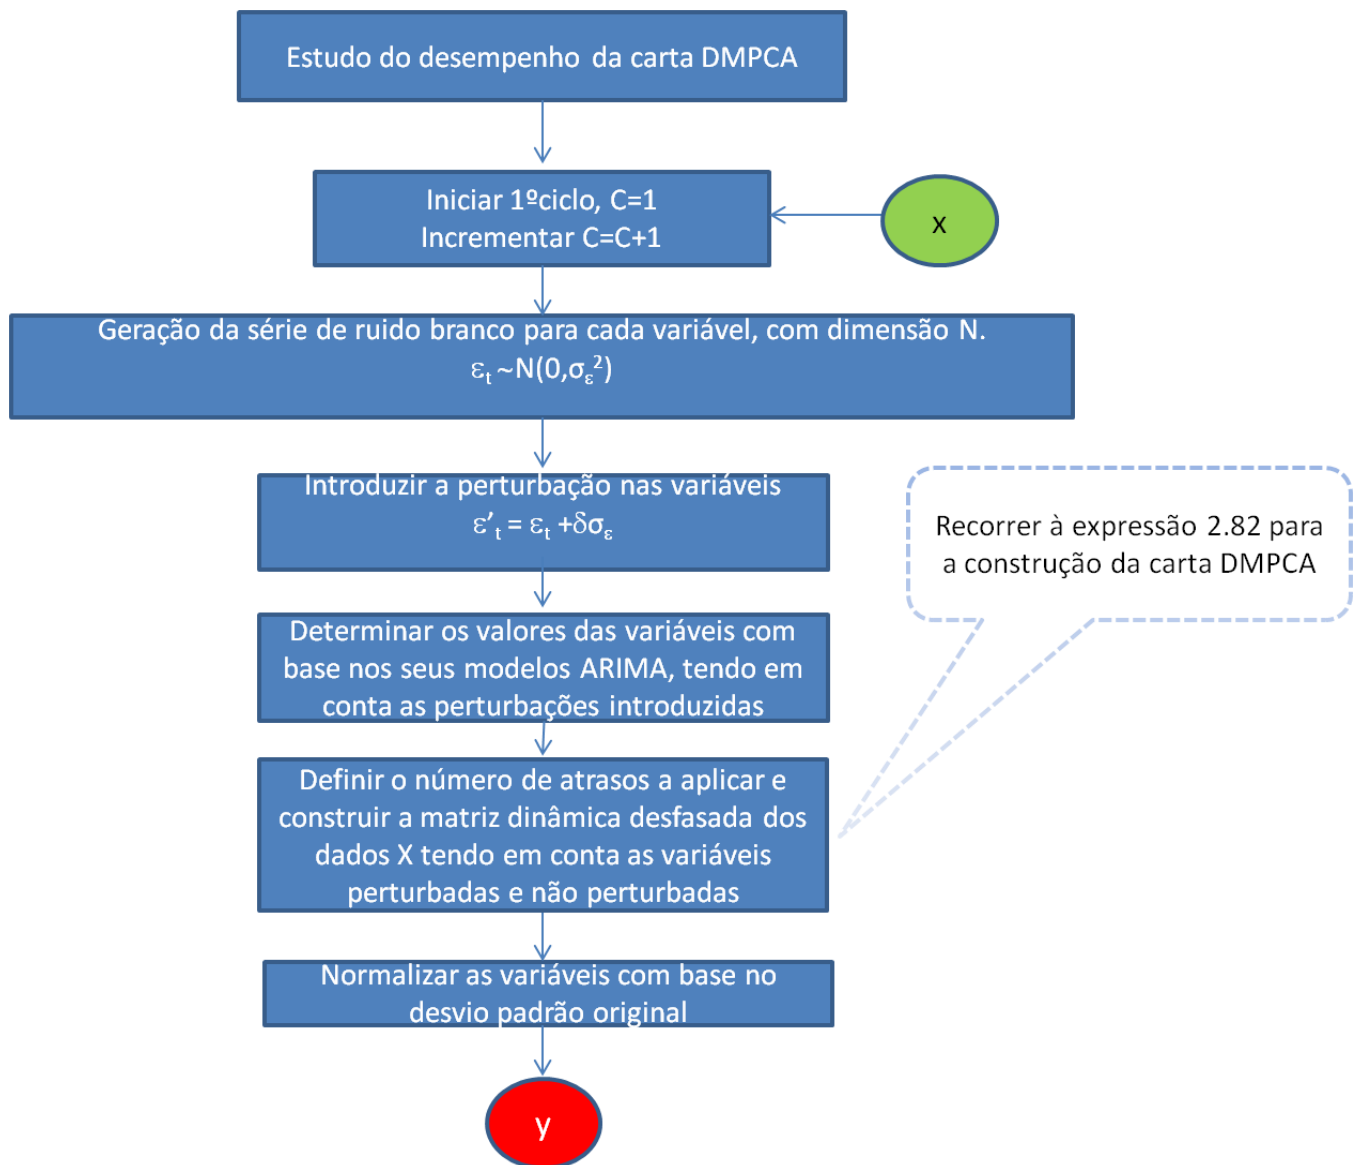 Estudo do desempenho da carta DMPCA
Iniciar 1ºciclo, C=1
Incrementar C=C+1
x
Geração da série de ruido branco para cada variável, com dimensão N.
εₜ ~N(0,σ_ε²)
Introduzir a perturbação nas variáveis
ε′ₜ = εₜ +δσ_ε
Recorrer à expressão 2.82 para
a construção da carta DMPCA
Determinar os valores das variáveis com
base nos seus modelos ARIMA, tendo em
conta as perturbações introduzidas
Definir o número de atrasos a aplicar e
construir a matriz dinâmica desfasada dos
dados X tendo em conta as variáveis
perturbadas e não perturbadas
Normalizar as variáveis com base no
desvio padrão original
y